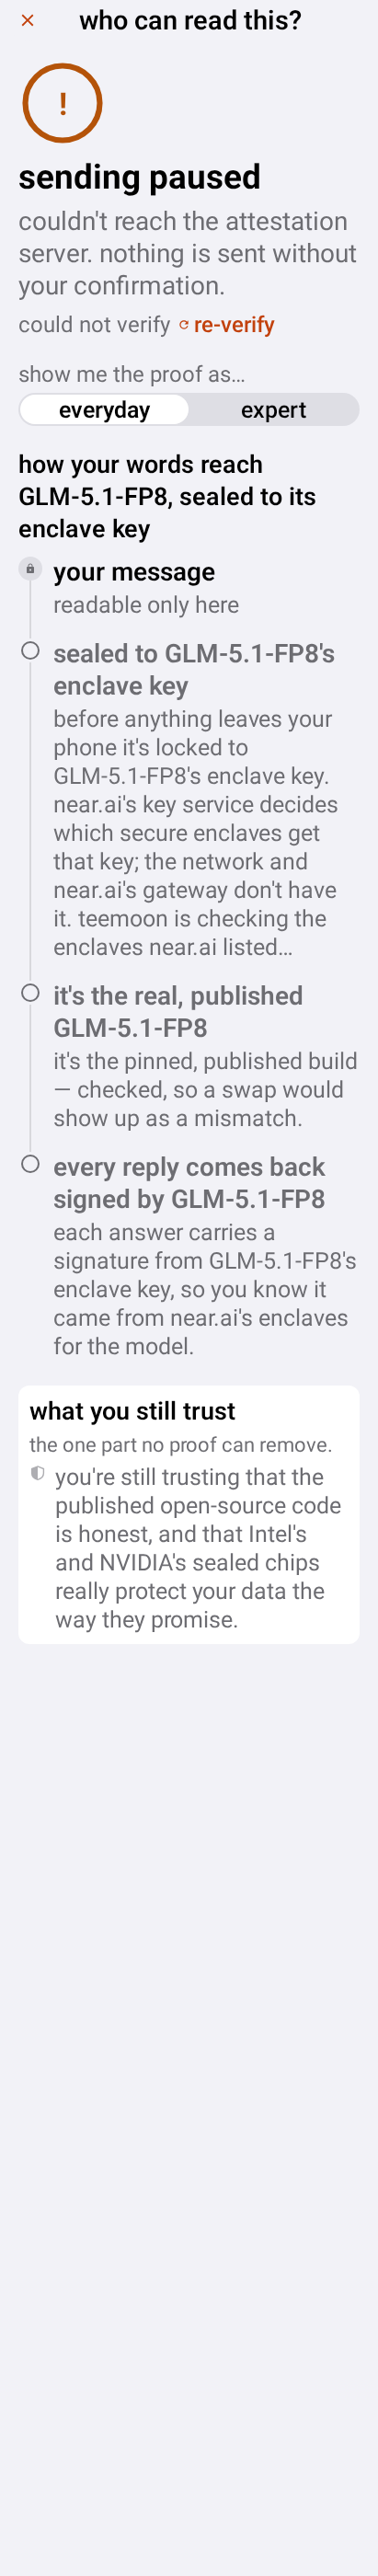 who can read this?
!
sending paused
couldn't reach the attestation
server. nothing is sent without
your confirmation.
could not verify re-verify
show me the proof as...
everyday expert
how your words reach
GLM-5.1-FP8, sealed to its
enclave key
your message
readable only here
sealed to GLM-5.1-FP8's
enclave key
before anything leaves your
phone it's locked to
GLM-5.1-FP8's enclave key.
near.ai's key service decides
which secure enclaves get
that key; the network and
near.ai's gateway don't have
it. teemoon is checking the
enclaves near.ai listed...
it's the real, published
GLM-5.1-FP8
it's the pinned, published build
— checked, so a swap would
show up as a mismatch.
every reply comes back
signed by GLM-5.1-FP8
each answer carries a
signature from GLM-5.1-FP8's
enclave key, so you know it
came from near.ai's enclaves
for the model.
what you still trust
the one part no proof can remove.
you're still trusting that the
published open-source code
is honest, and that Intel's
and NVIDIA's sealed chips
really protect your data the
way they promise.